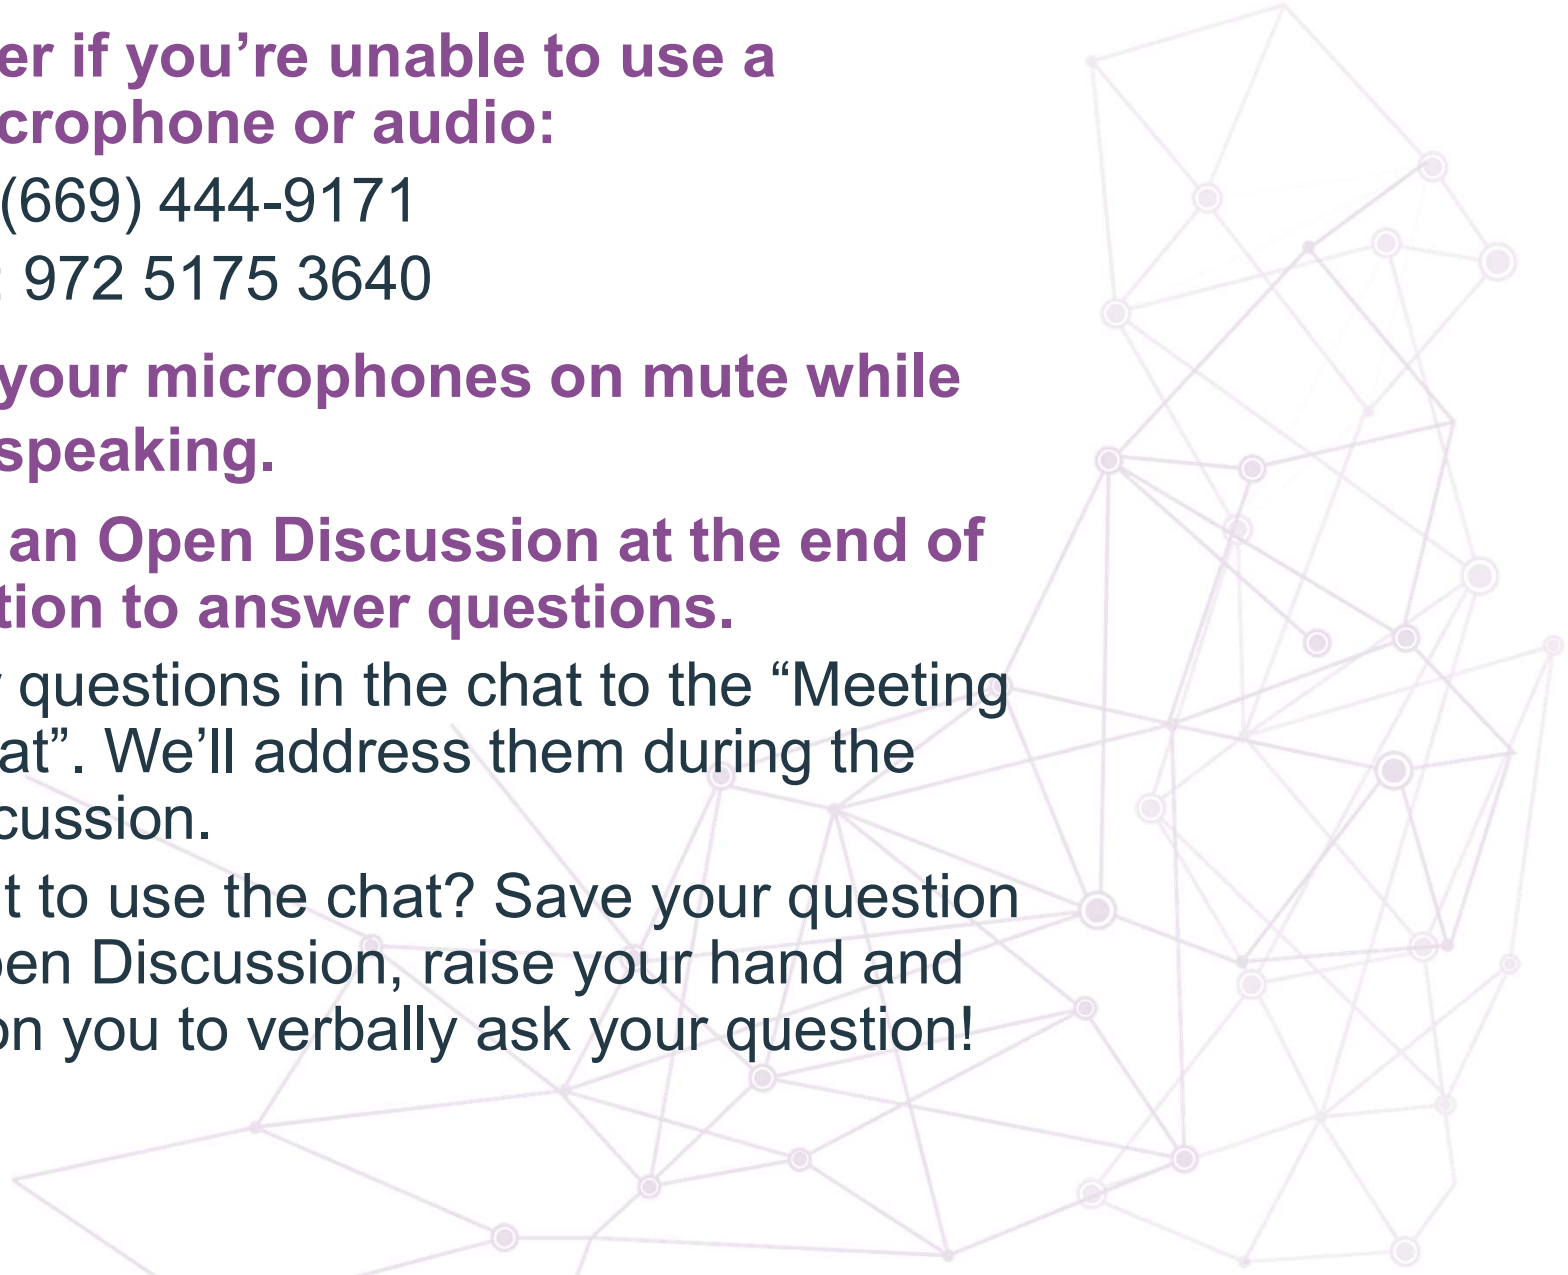 er if you’re unable to use a
crophone or audio:
(669) 444-9171
: 972 5175 3640
your microphones on mute while
speaking.
an Open Discussion at the end of
tion to answer questions.
questions in the chat to the “Meeting
at”. We’ll address them during the
cussion.
t to use the chat? Save your question
pen Discussion, raise your hand and
on you to verbally ask your question!